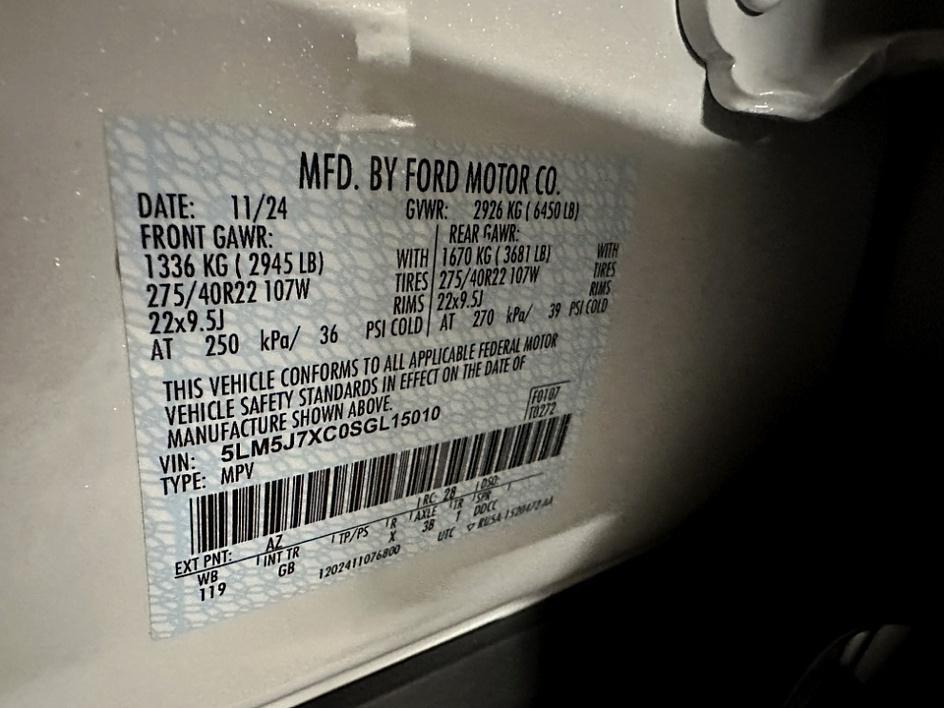 MFD. BY FORD MOTOR CO.
DATE: 11/24 GVWR: 2926 KG ( 6450 LB)
FRONT GAWR: REAR GAWR:
1336 KG ( 2945 LB) WITH 1670 KG ( 3681 LB) WITH
275/40R22 107W TIRES 275/40R22 107W TIRES
22x9.5J RIMS 22x9.5J RIMS
AT 250 kPa/ 36 PSI COLD AT 270 kPa/ 39 PSI COLD
THIS VEHICLE CONFORMS TO ALL APPLICABLE FEDERAL MOTOR
VEHICLE SAFETY STANDARDS IN EFFECT ON THE DATE OF
MANUFACTURE SHOWN ABOVE.
F0107
T0272
VIN: 5LM5J7XC0SGL15010
TYPE: MPV
EXT PNT: AZ RC: 28 DSO:
WB INT TR TP/PS R AXLE TR SPR
119 GB X 3B 1 DDCC
1202411076800 UTC